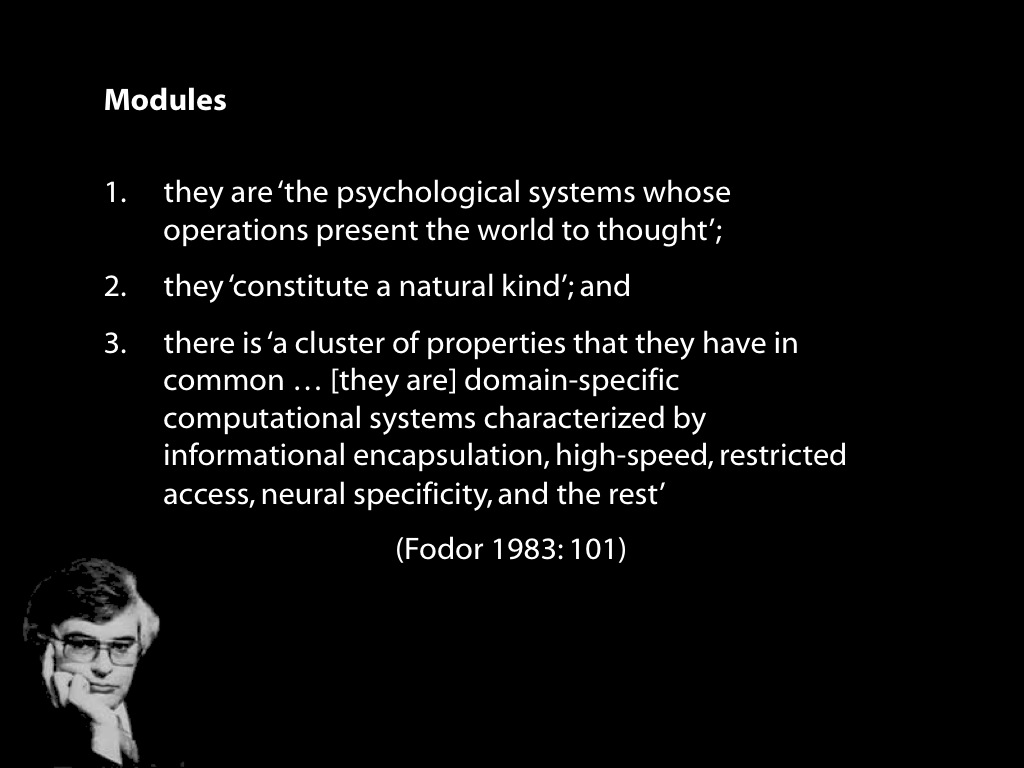 Modules
1. they are ‘the psychological systems whose
operations present the world to thought’;
2. they ‘constitute a natural kind’; and
3. there is ‘a cluster of properties that they have in
common … [they are] domain-specific
computational systems characterized by
informational encapsulation, high-speed, restricted
access, neural specificity, and the rest’
(Fodor 1983: 101)